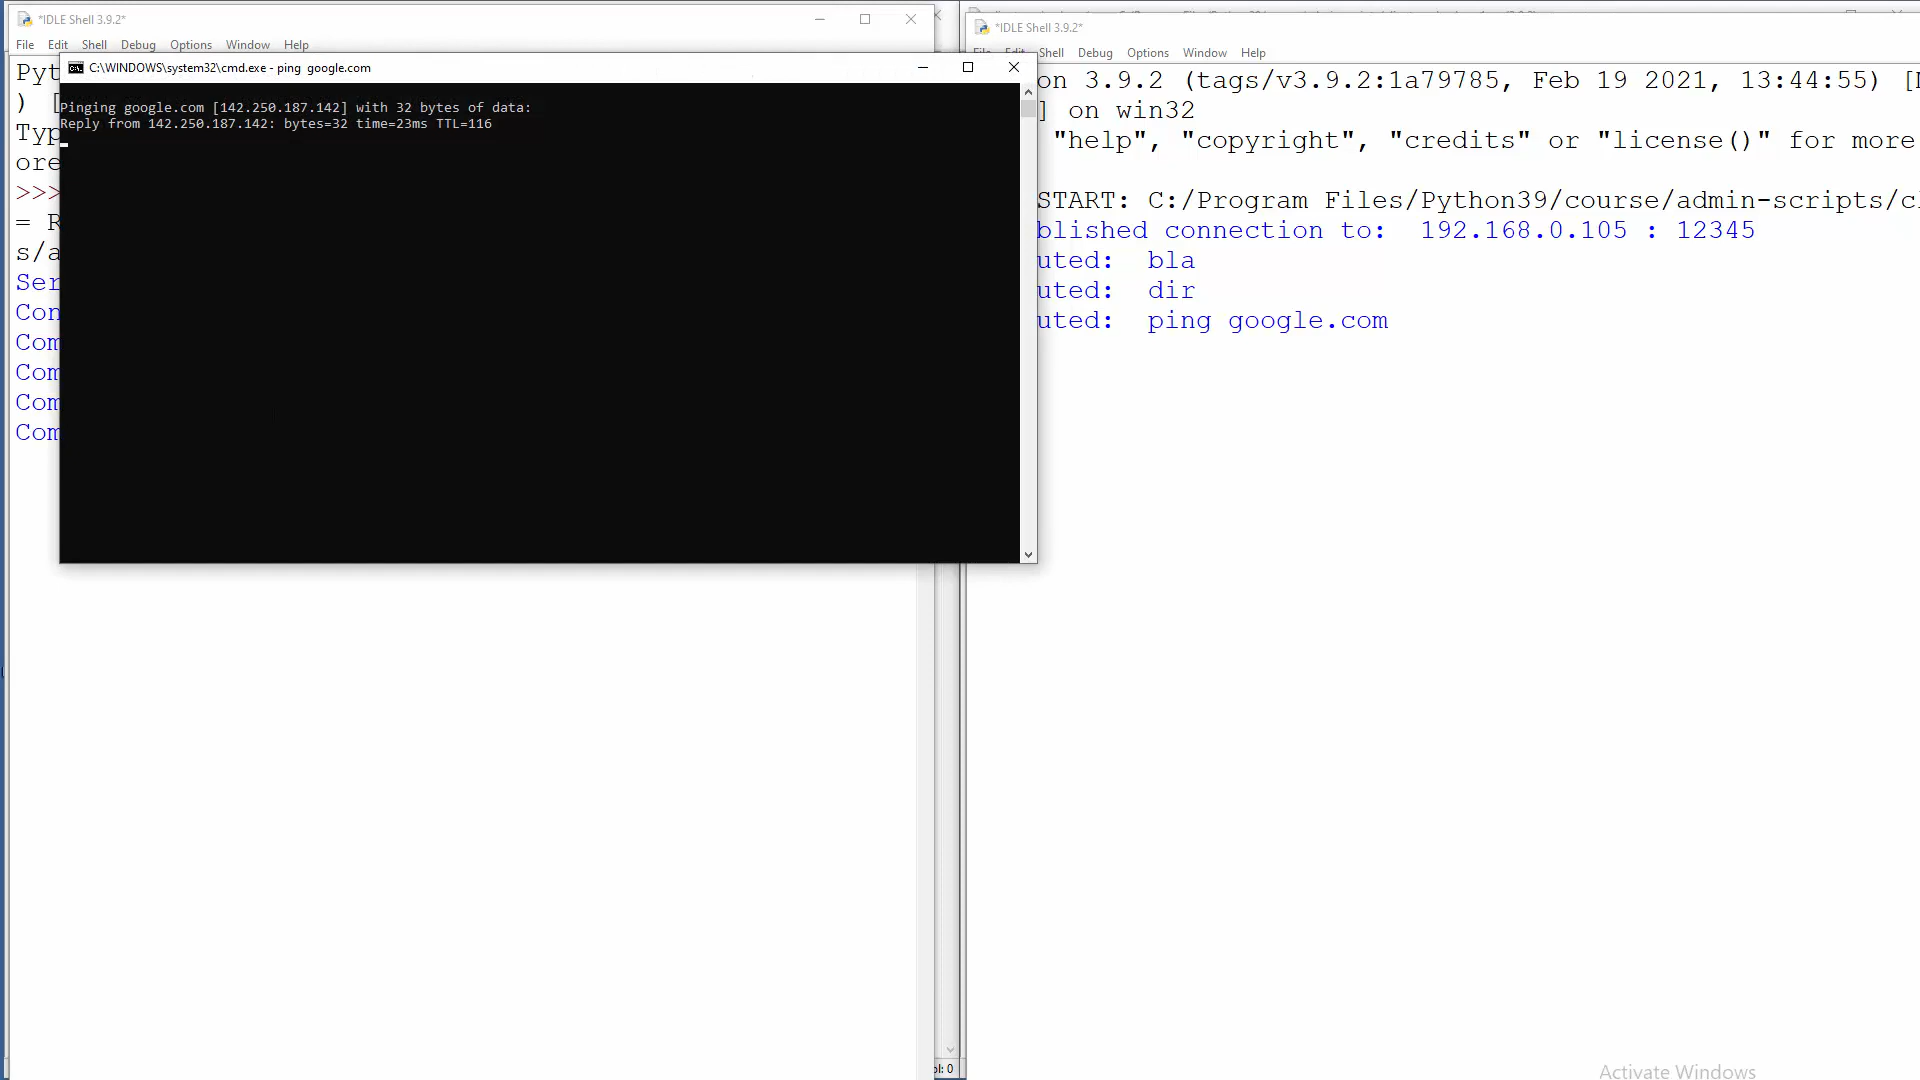 *IDLE Shell 3.9.2*
File Edit Shell Debug Options Window Help
Pyt
) [
Typ
ore
>>>
= R
s/a
Ser
Con
Com
Com
Com
Com
C:\WINDOWS\system32\cmd.exe - ping google.com
Pinging google.com [142.250.187.142] with 32 bytes of data:
Reply from 142.250.187.142: bytes=32 time=23ms TTL=116
*IDLE Shell 3.9.2*
File Edit Shell Debug Options Window Help
on 3.9.2 (tags/v3.9.2:1a79785, Feb 19 2021, 13:44:55) [
] on win32
"help", "copyright", "credits" or "license()" for more
START: C:/Program Files/Python39/course/admin-scripts/c
blished connection to: 192.168.0.105 : 12345
uted: bla
uted: dir
uted: ping google.com
ol: 0
Activate Windows